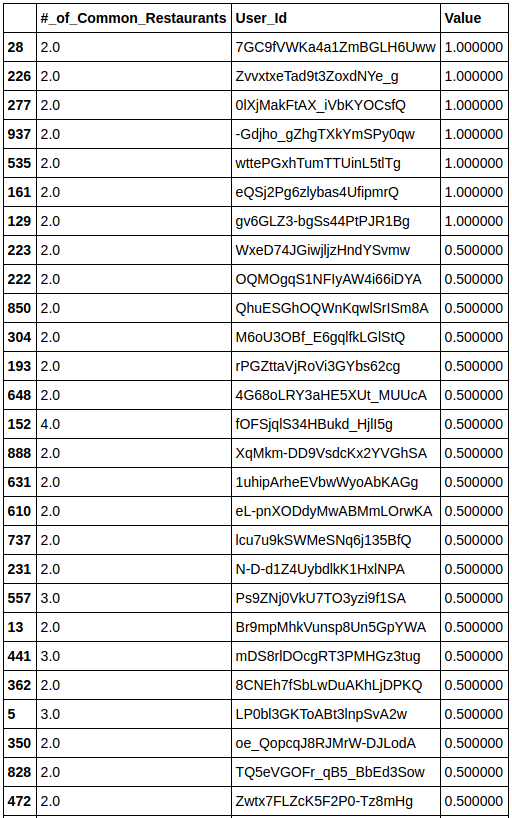 #_of_Common_Restaurants User_Id Value
28 2.0 7GC9fVWKa4a1ZmBGLH6Uww 1.000000
226 2.0 ZvvxtxeTad9t3ZoxdNYe_g 1.000000
277 2.0 0lXjMakFtAX_iVbKYOCsfQ 1.000000
937 2.0 -Gdjho_gZhgTXkYmSPy0qw 1.000000
535 2.0 wttePGxhTumTTUinL5tlTg 1.000000
161 2.0 eQSj2Pg6zlybas4UfipmrQ 1.000000
129 2.0 gv6GLZ3-bgSs44PtPJR1Bg 1.000000
223 2.0 WxeD74JGiwjljzHndYSvmw 0.500000
222 2.0 OQMOgqS1NFIyAW4i66iDYA 0.500000
850 2.0 QhuESGhOQWnKqwlSrISm8A 0.500000
304 2.0 M6oU3OBf_E6gqlfkLGlStQ 0.500000
193 2.0 rPGZttaVjRoVi3GYbs62cg 0.500000
648 2.0 4G68oLRY3aHE5XUt_MUUcA 0.500000
152 4.0 fOFSjqlS34HBukd_HjlI5g 0.500000
888 2.0 XqMkm-DD9VsdcKx2YVGhSA 0.500000
631 2.0 1uhipArheEVbwWyoAbKAGg 0.500000
610 2.0 eL-pnXODdyMwABMmLOrwKA 0.500000
737 2.0 lcu7u9kSWMeSNq6j135BfQ 0.500000
231 2.0 N-D-d1Z4UybdlkK1HxlNPA 0.500000
557 3.0 Ps9ZNj0VkU7TO3yzi9f1SA 0.500000
13 2.0 Br9mpMhkVunsp8Un5GpYWA 0.500000
441 3.0 mDS8rlDOcgRT3PMHGz3tug 0.500000
362 2.0 8CNEh7fSbLwDuAKhLjDPKQ 0.500000
5 3.0 LP0bl3GKToABt3lnpSvA2w 0.500000
350 2.0 oe_QopcqJ8RJMrW-DJLodA 0.500000
828 2.0 TQ5eVGOFr_qB5_BbEd3Sow 0.500000
472 2.0 Zwtx7FLZcK5F2P0-Tz8mHg 0.500000